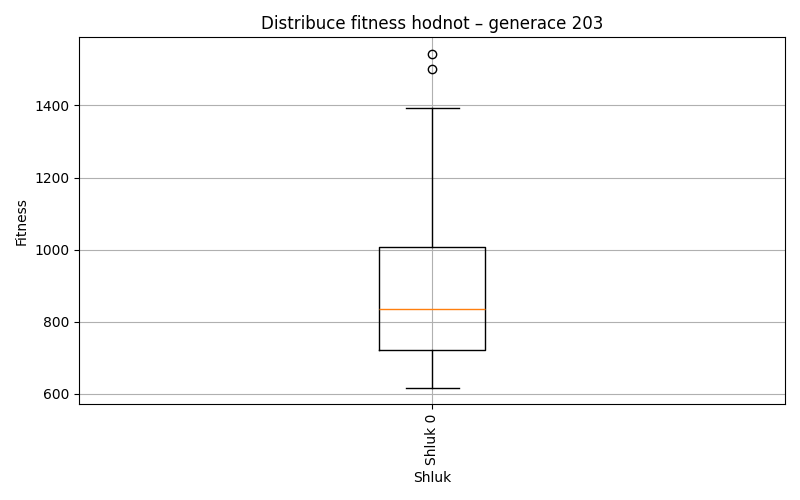 Distribuce fitness hodnot – generace 203
Fitness
1400
1200
1000
800
600
Shluk 0
Shluk